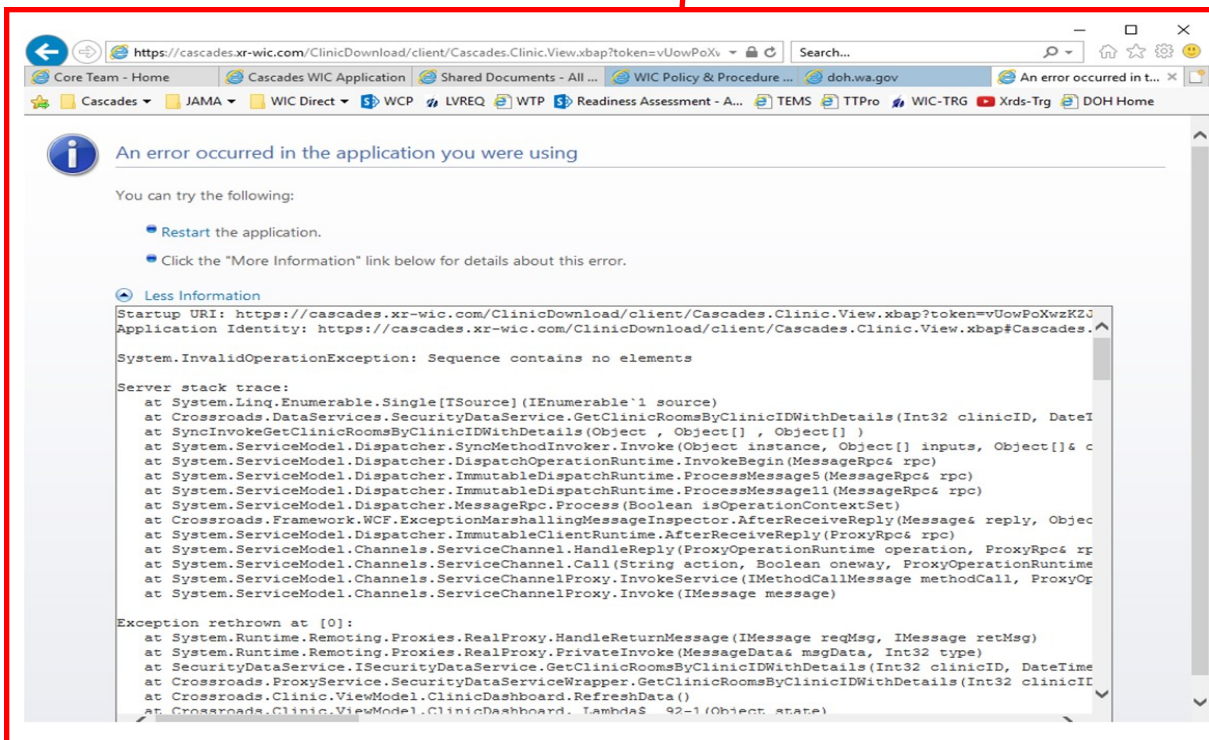 https://cascades.xr-wic.com/ClinicDownload/client/Cascades.Clinic.View.xbap?token=vUowPoXv Search...
Core Team - Home Cascades WIC Application Shared Documents - All ... WIC Policy & Procedure ... doh.wa.gov An error occurred in t...
Cascades JAMA WIC Direct WCP LVREQ WTP Readiness Assessment - A... TEMS TTPro WIC-TRG Xrds-Trg DOH Home
An error occurred in the application you were using
You can try the following:
Restart the application.
Click the "More Information" link below for details about this error.
Less Information
Startup URI: https://cascades.xr-wic.com/ClinicDownload/client/Cascades.Clinic.View.xbap?token=vUowPoXwzKZJ
Application Identity: https://cascades.xr-wic.com/ClinicDownload/client/Cascades.Clinic.View.xbap#Cascades.
System.InvalidOperationException: Sequence contains no elements
Server stack trace:
at System.Linq.Enumerable.Single[TSource](IEnumerable`1 source)
at Crossroads.DataServices.SecurityDataService.GetClinicRoomsByClinicIDWithDetails(Int32 clinicID, DateT
at SyncInvokeGetClinicRoomsByClinicIDWithDetails(Object , Object[] , Object[] )
at System.ServiceModel.Dispatcher.SyncMethodInvoker.Invoke(Object instance, Object[] inputs, Object[]& c
at System.ServiceModel.Dispatcher.DispatchOperationRuntime.InvokeBegin(MessageRpc& rpc)
at System.ServiceModel.Dispatcher.ImmutableDispatchRuntime.ProcessMessage5(MessageRpc& rpc)
at System.ServiceModel.Dispatcher.ImmutableDispatchRuntime.ProcessMessage11(MessageRpc& rpc)
at System.ServiceModel.Dispatcher.MessageRpc.Process(Boolean isOperationContextSet)
at Crossroads.Framework.WCF.ExceptionMarshallingMessageInspector.AfterReceiveReply(Message& reply, Objec
at System.ServiceModel.Dispatcher.ImmutableClientRuntime.AfterReceiveReply(ProxyRpc& rpc)
at System.ServiceModel.Channels.ServiceChannel.HandleReply(ProxyOperationRuntime operation, ProxyRpc& rp
at System.ServiceModel.Channels.ServiceChannel.Call(String action, Boolean oneway, ProxyOperationRuntime
at System.ServiceModel.Channels.ServiceChannelProxy.InvokeService(IMethodCallMessage methodCall, ProxyOp
at System.ServiceModel.Channels.ServiceChannelProxy.Invoke(IMessage message)
Exception rethrown at [0]:
at System.Runtime.Remoting.Proxies.RealProxy.HandleReturnMessage(IMessage reqMsg, IMessage retMsg)
at System.Runtime.Remoting.Proxies.RealProxy.PrivateInvoke(MessageData& msgData, Int32 type)
at SecurityDataService.ISecurityDataService.GetClinicRoomsByClinicIDWithDetails(Int32 clinicID, DateTime
at Crossroads.ProxyService.SecurityDataServiceWrapper.GetClinicRoomsByClinicIDWithDetails(Int32 clinicID
at Crossroads.Clinic.ViewModel.ClinicDashboard.RefreshData()
at Crossroads.Clinic.ViewModel.ClinicDashboard._Lambda$__92-1(Object state)